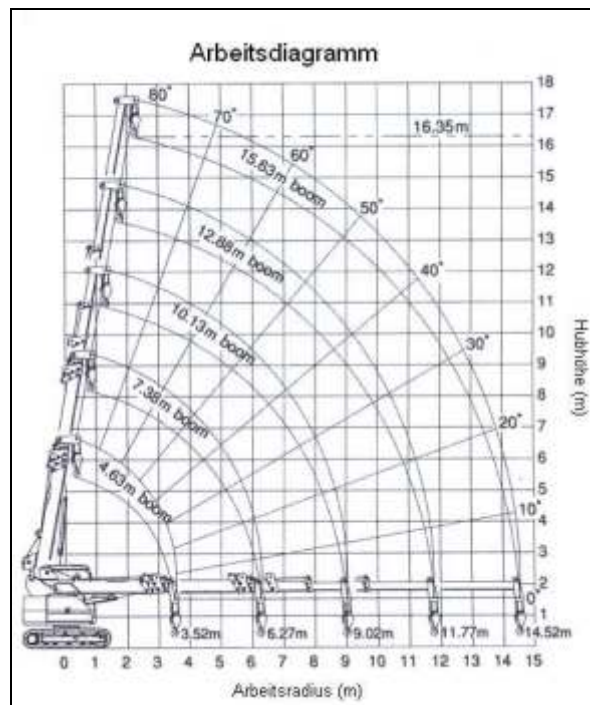 Arbeitsdiagramm
18
80°
17
70°
16.35m
16
60°
15.83m boom
15
50°
14
12.88m boom
13
40°
12
11
10.13m boom
30°
10
9
7.38m boom
8
20°
7
4.63m boom
6
5
10°
4
3
2
0°
1
3.52m 6.27m 9.02m 11.77m 14.52m
0 1 2 3 4 5 6 7 8 9 10 11 12 13 14 15
Arbeitsradius (m)
Hubhöhe (m)